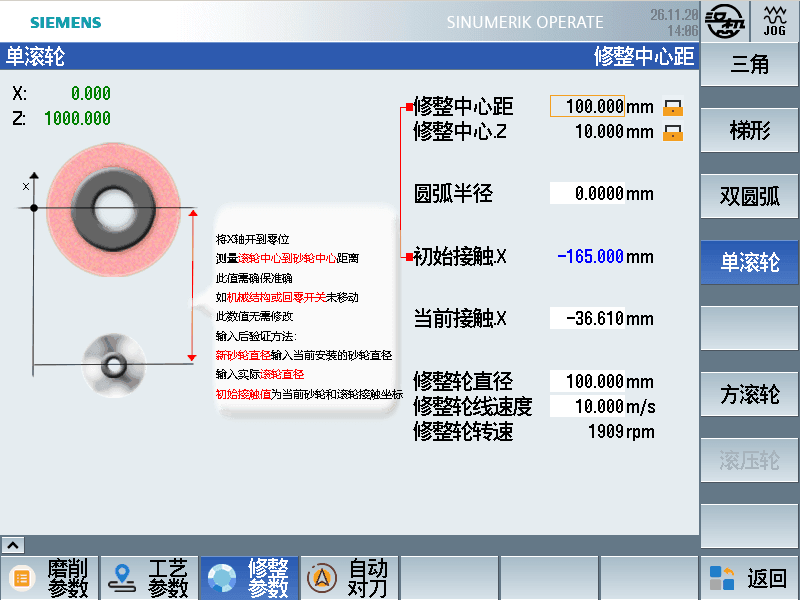 SIEMENS
SINUMERIK OPERATE
26.11.20
14:06
JOG
单滚轮
修整中心距
X: 0.000
Z: 1000.000
修整中心距 100.000 mm
修整中心.Z 10.000 mm
圆弧半径 0.0000 mm
初始接触.X -165.000 mm
当前接触.X -36.610 mm
修整轮直径 100.000 mm
修整轮线速度 10.000 m/s
修整轮转速 1909 rpm
x
将X轴开到零位
测量滚轮中心到砂轮中心距离
此值需确保准确
如机械结构或回零开关未移动
此数值无需修改
输入后验证方法:
新砂轮直径输入当前安装的砂轮直径
输入实际滚轮直径
初始接触值为当前砂轮和滚轮接触坐标
三角
梯形
双圆弧
单滚轮
方滚轮
滚压轮
磨削
参数
工艺
参数
修整
参数
自动
对刀
返回